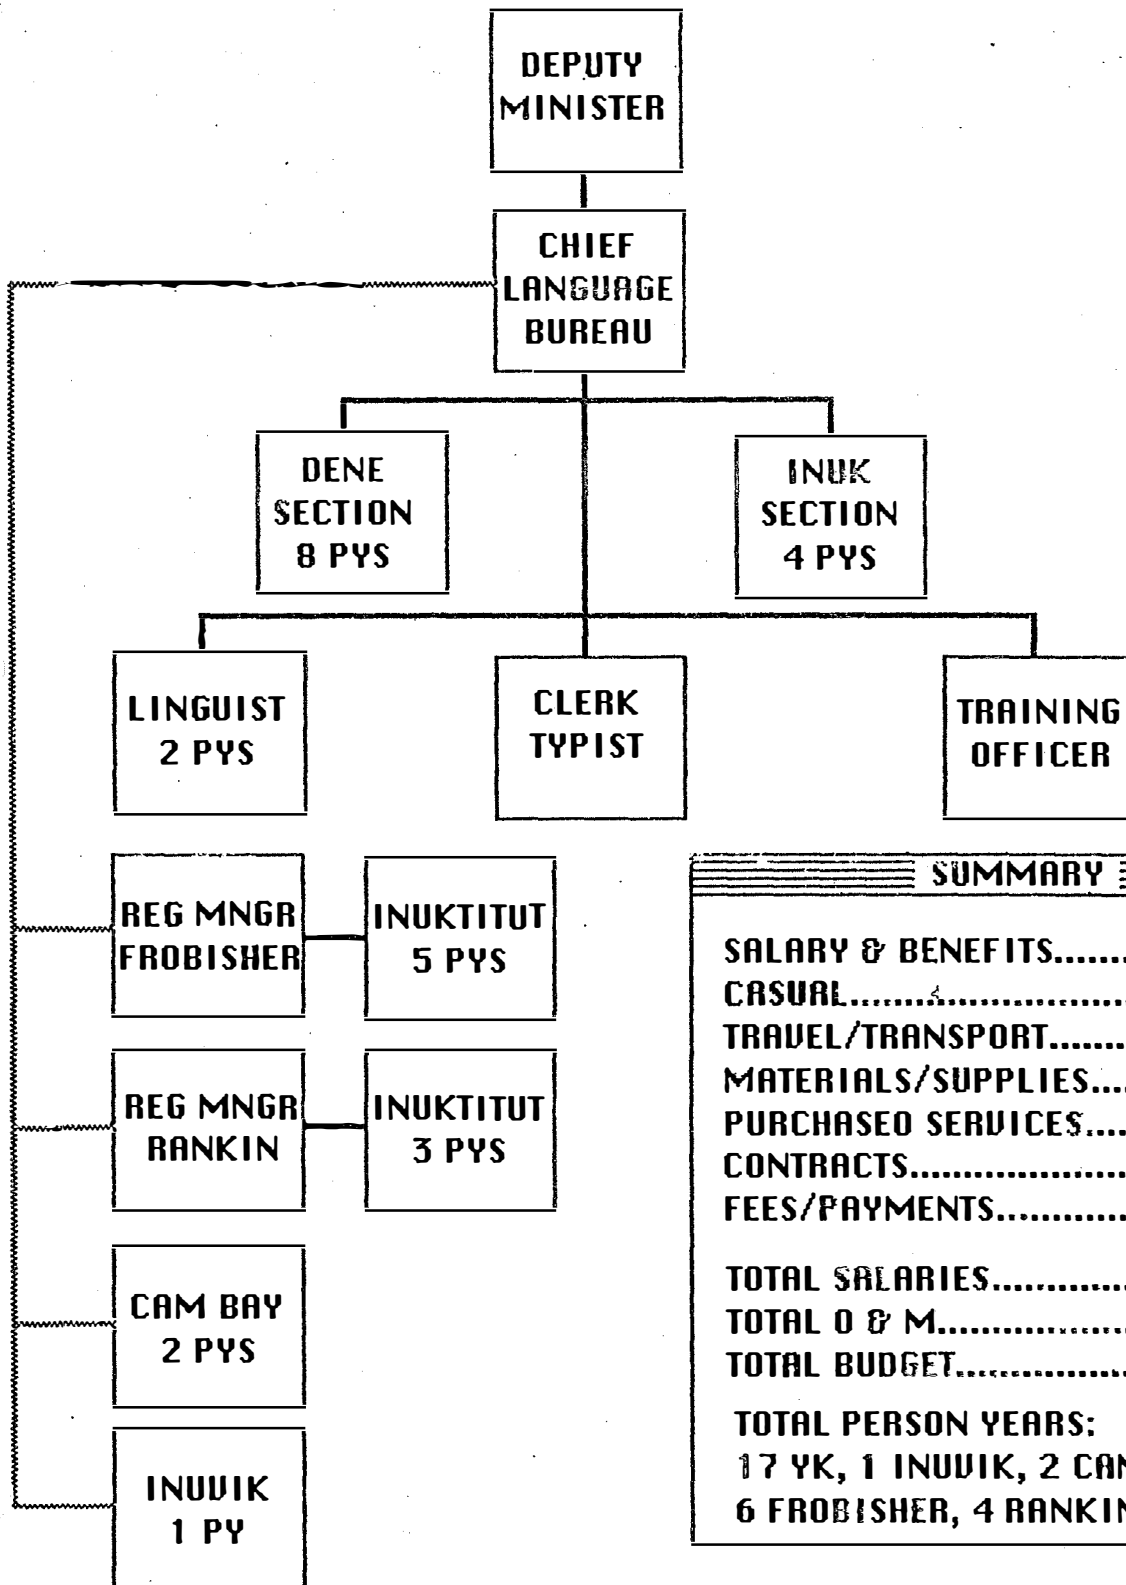 DEPUTY
MINISTER
CHIEF
LANGUAGE
BUREAU
DENE
SECTION
8 PYS
INUK
SECTION
4 PYS
LINGUIST
2 PYS
CLERK
TYPIST
TRAINING
OFFICER
REG MNGR
FROBISHER
INUKTITUT
5 PYS
REG MNGR
RANKIN
INUKTITUT
3 PYS
CAM BAY
2 PYS
INUVIK
1 PY
SUMMARY
SALARY & BENEFITS.......
CASUAL..........................
TRAVEL/TRANSPORT........
MATERIALS/SUPPLIES....
PURCHASED SERVICES....
CONTRACTS.....................
FEES/PAYMENTS.............
TOTAL SALARIES.............
TOTAL O & M..................
TOTAL BUDGET................
TOTAL PERSON YEARS:
17 YK, 1 INUVIK, 2 CAM
6 FROBISHER, 4 RANKIN